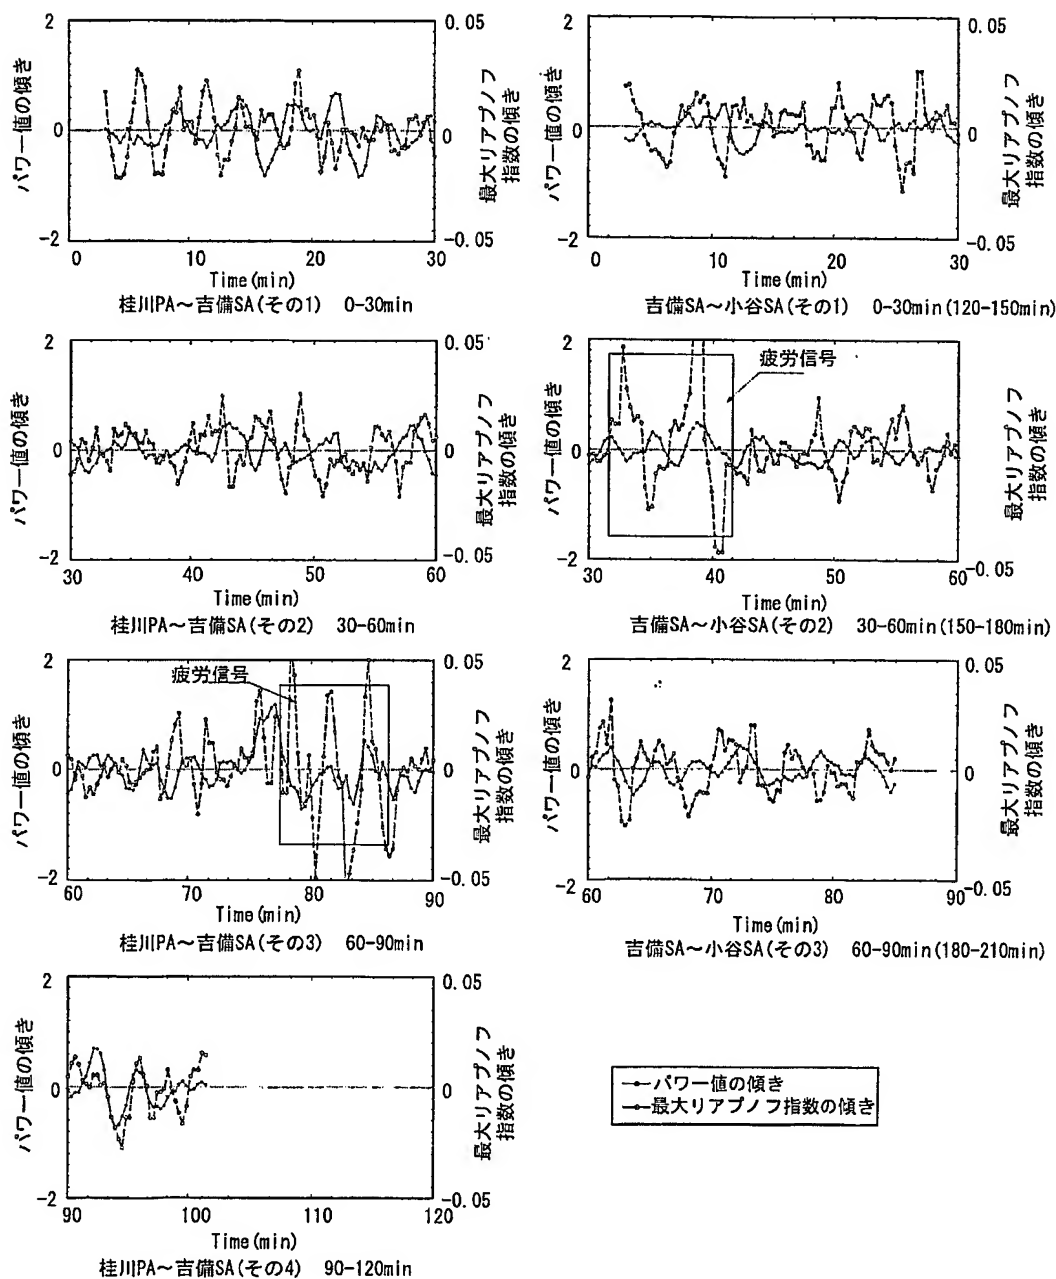 2
0.05
パワー値の傾き
0
0
最大リアプノフ
指数の傾き
-2
-0.05
0
10
20
30
Time(min)
桂川PA～吉備SA(その1) 0-30min
2
0.05
パワー値の傾き
0
0
最大リアプノフ
指数の傾き
-2
-0.05
0
10
20
30
Time(min)
吉備SA～小谷SA(その1) 0-30min(120-150min)
2
0.05
パワー値の傾き
0
0
最大リアプノフ
指数の傾き
-2
-0.05
30
40
50
60
Time(min)
桂川PA～吉備SA(その2) 30-60min
2
0.05
疲労信号
パワー値の傾き
0
0
最大リアプノフ
指数の傾き
-2
-0.05
30
40
50
60
Time(min)
吉備SA～小谷SA(その2) 30-60min(150-180min)
2
0.05
疲労信号
パワー値の傾き
0
0
最大リアプノフ
指数の傾き
-2
-0.05
60
70
80
90
Time(min)
桂川PA～吉備SA(その3) 60-90min
2
0.05
パワー値の傾き
0
0
最大リアプノフ
指数の傾き
-2
-0.05
60
70
80
90
Time(min)
吉備SA～小谷SA(その3) 60-90min(180-210min)
2
0.05
パワー値の傾き
0
0
最大リアプノフ
指数の傾き
-2
-0.05
90
100
110
120
Time(min)
桂川PA～吉備SA(その4) 90-120min
パワー値の傾き
最大リアプノフ指数の傾き